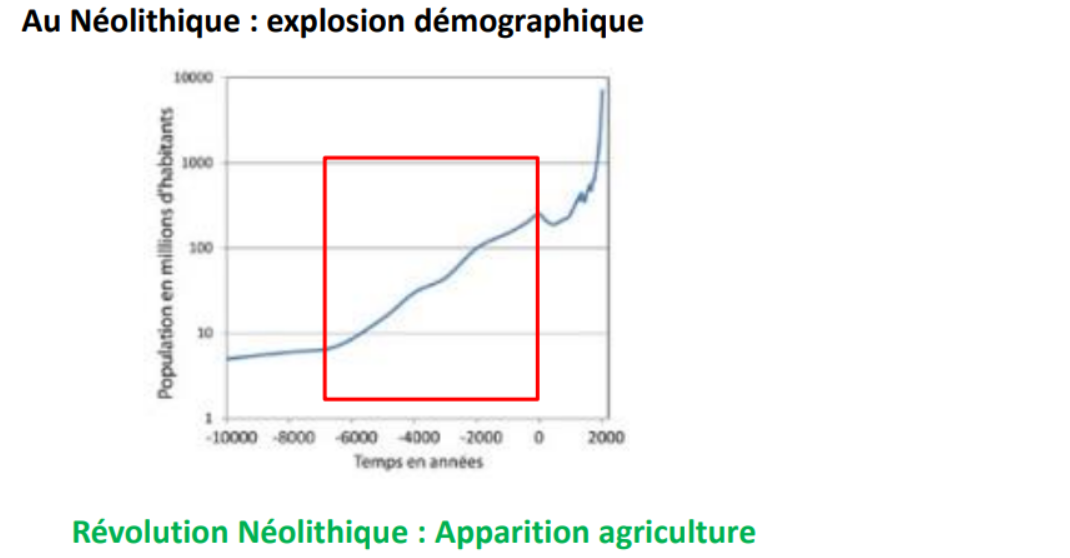 Au Néolithique : explosion démographique
10000
1000
100
10
1
Population en millions d'habitants
-10000 -8000 -6000 -4000 -2000 0 2000
Temps en années
Révolution Néolithique : Apparition agriculture